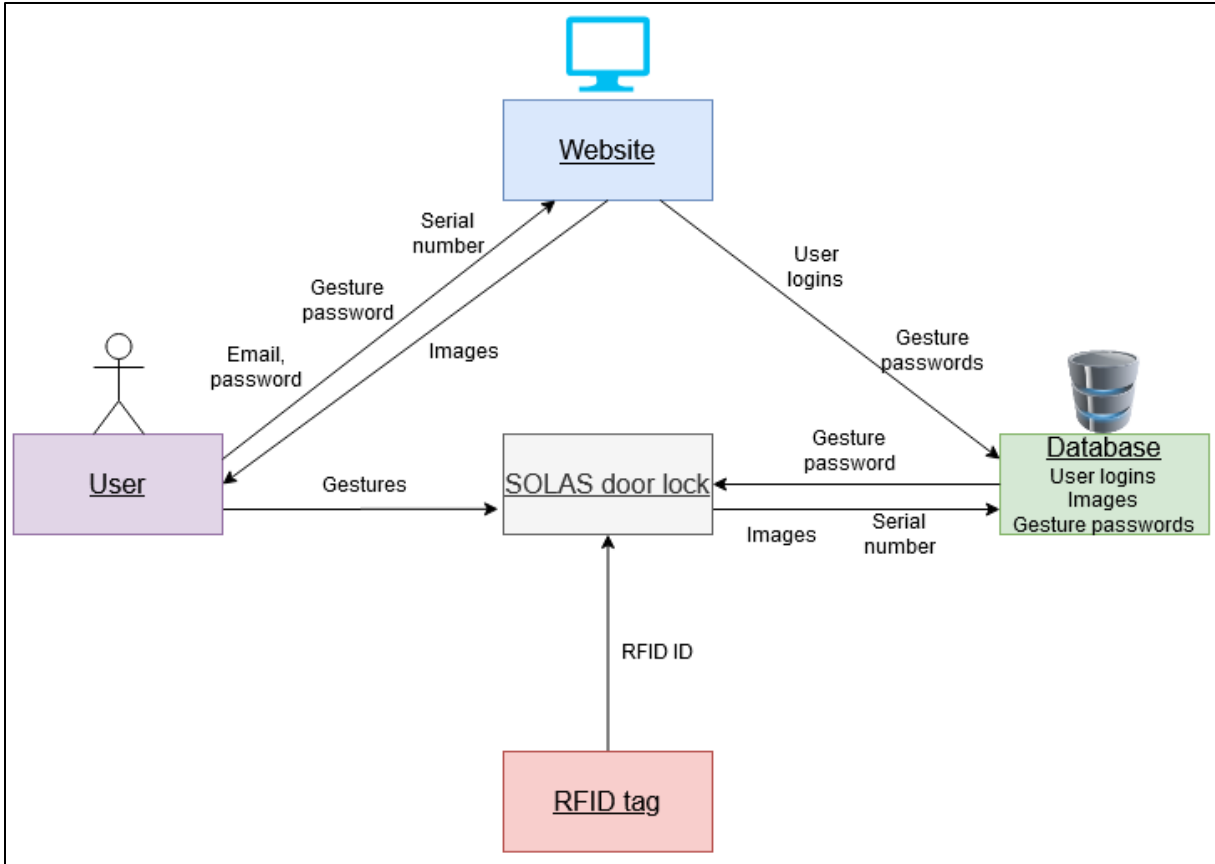 Website
Serial
number
User
logins
Gesture
password
Gesture
passwords
Images
Email,
password
User
Gestures
SOLAS door lock
Gesture
password
Database
User logins
Images
Gesture passwords
Images
Serial
number
RFID ID
RFID tag